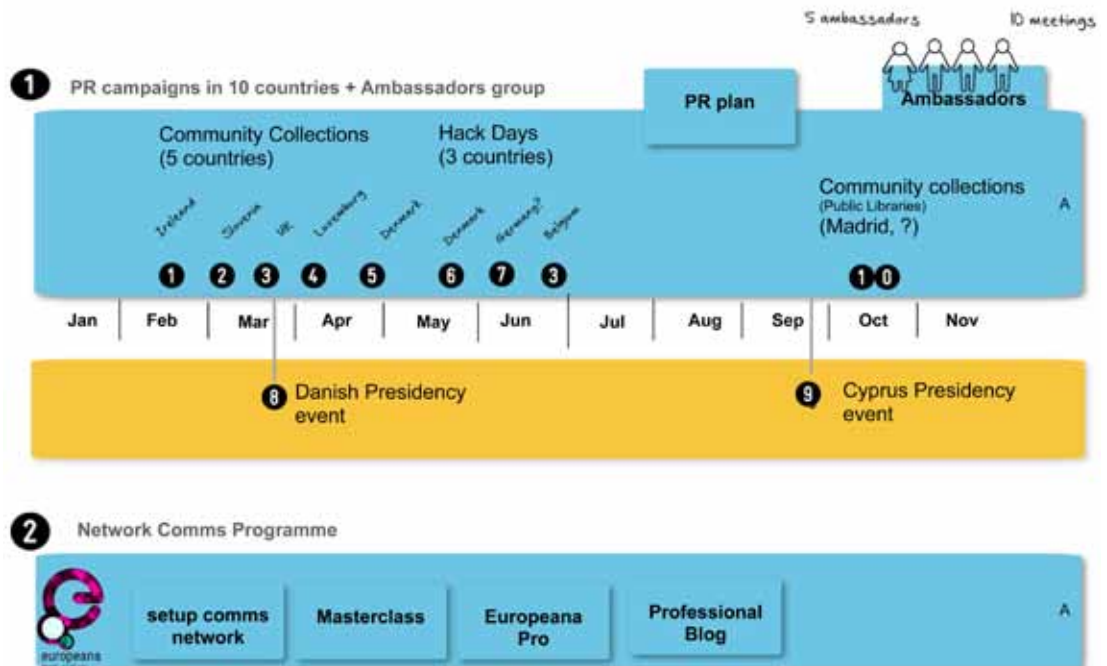 5 ambassadors 10 meetings
1 PR campaigns in 10 countries + Ambassadors group
PR plan
Ambassadors
Community Collections
(5 countries)
Hack Days
(3 countries)
Community collections
(Public Libraries)
(Madrid, ?)
A
Ireland Slovenia UK Luxemburg Denmark Denmark Germany? Belgium
1 2 3 4 5 6 7 3 1 0
Jan Feb Mar Apr May Jun Jul Aug Sep Oct Nov
8 Danish Presidency
event
9 Cyprus Presidency
event
2 Network Comms Programme
setup comms
network
Masterclass
Europeana
Pro
Professional
Blog
A
europeana